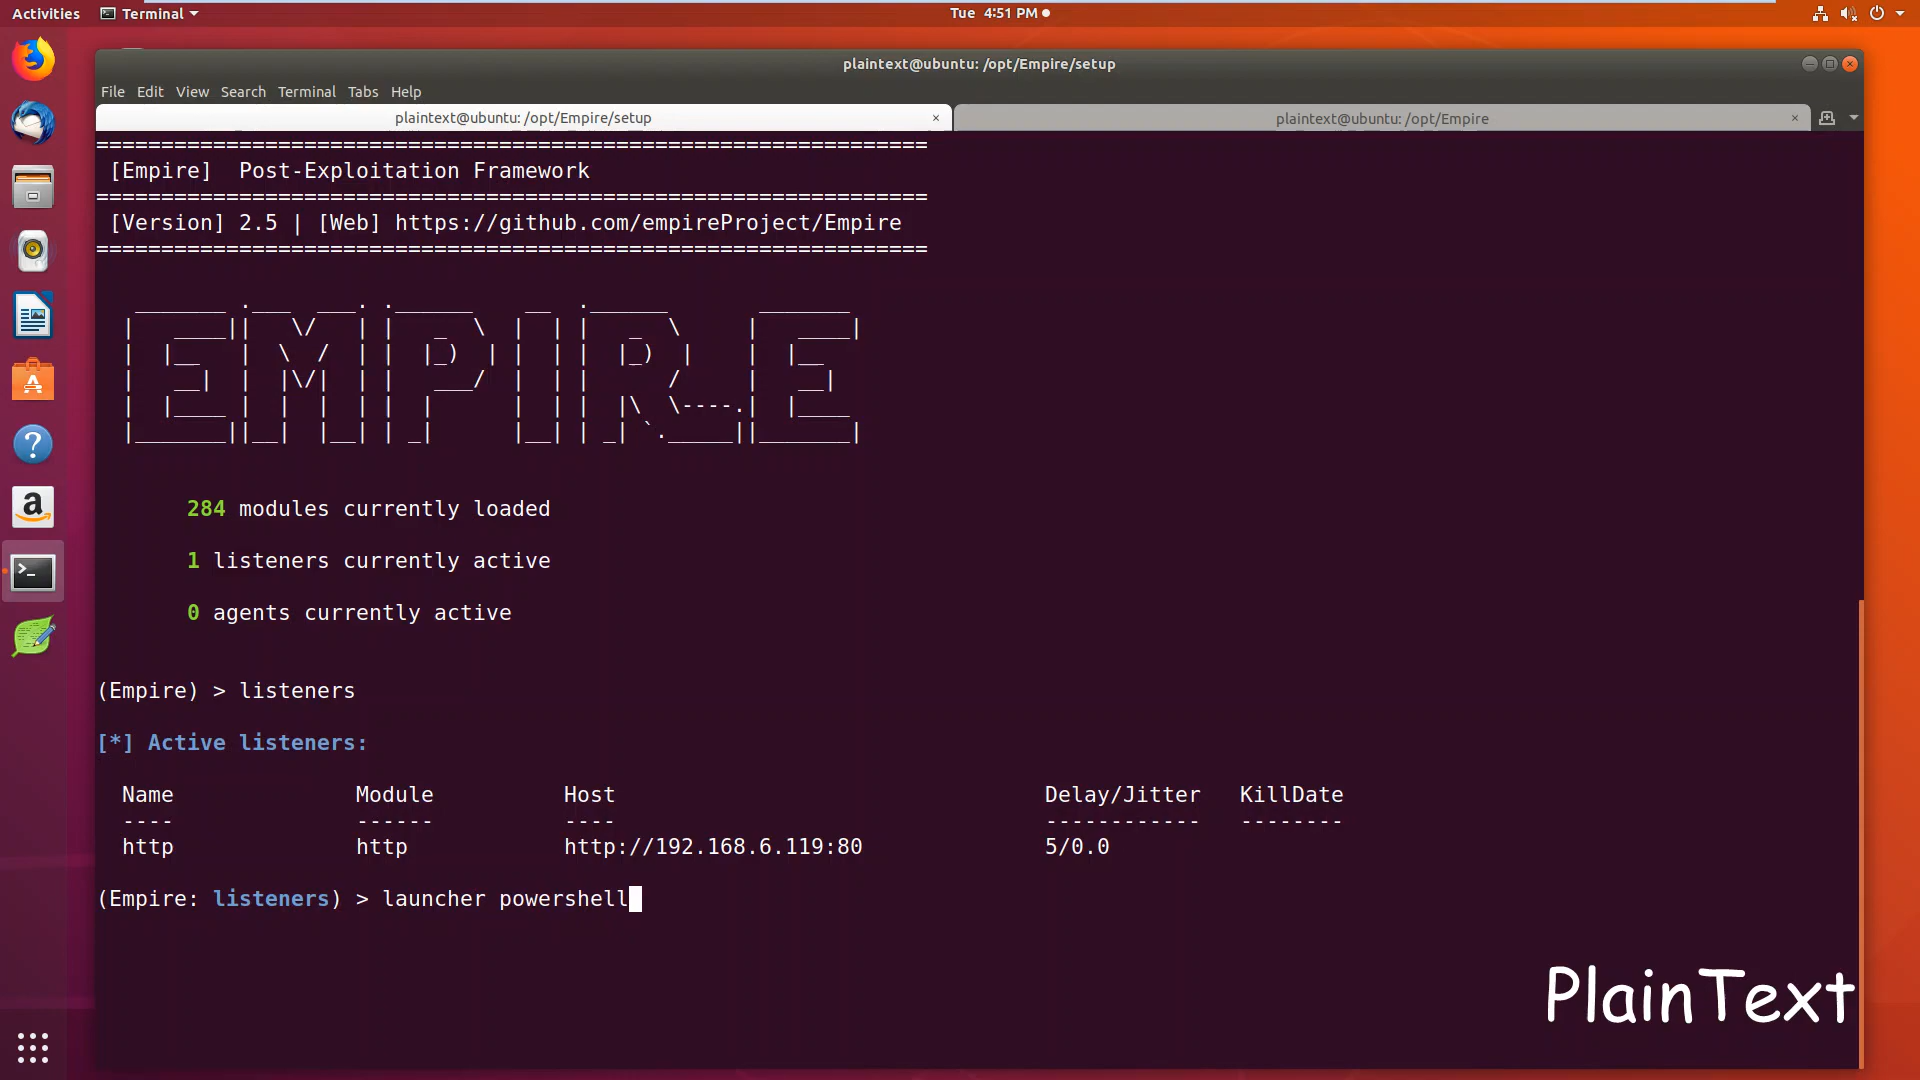 Activities Terminal Tue 4:51 PM
plaintext@ubuntu: /opt/Empire/setup
File Edit View Search Terminal Tabs Help
plaintext@ubuntu: /opt/Empire/setup × plaintext@ubuntu: /opt/Empire ×
================================================================
[Empire]  Post-Exploitation Framework
================================================================
[Version] 2.5 | [Web] https://github.com/empireProject/Empire
================================================================
EMPIRE
284 modules currently loaded
1 listeners currently active
0 agents currently active
(Empire) > listeners
[*] Active listeners:
Name Module Host Delay/Jitter KillDate
---- ------ ---- ------------ --------
http http http://192.168.6.119:80 5/0.0
(Empire: listeners) > launcher powershell
PlainText